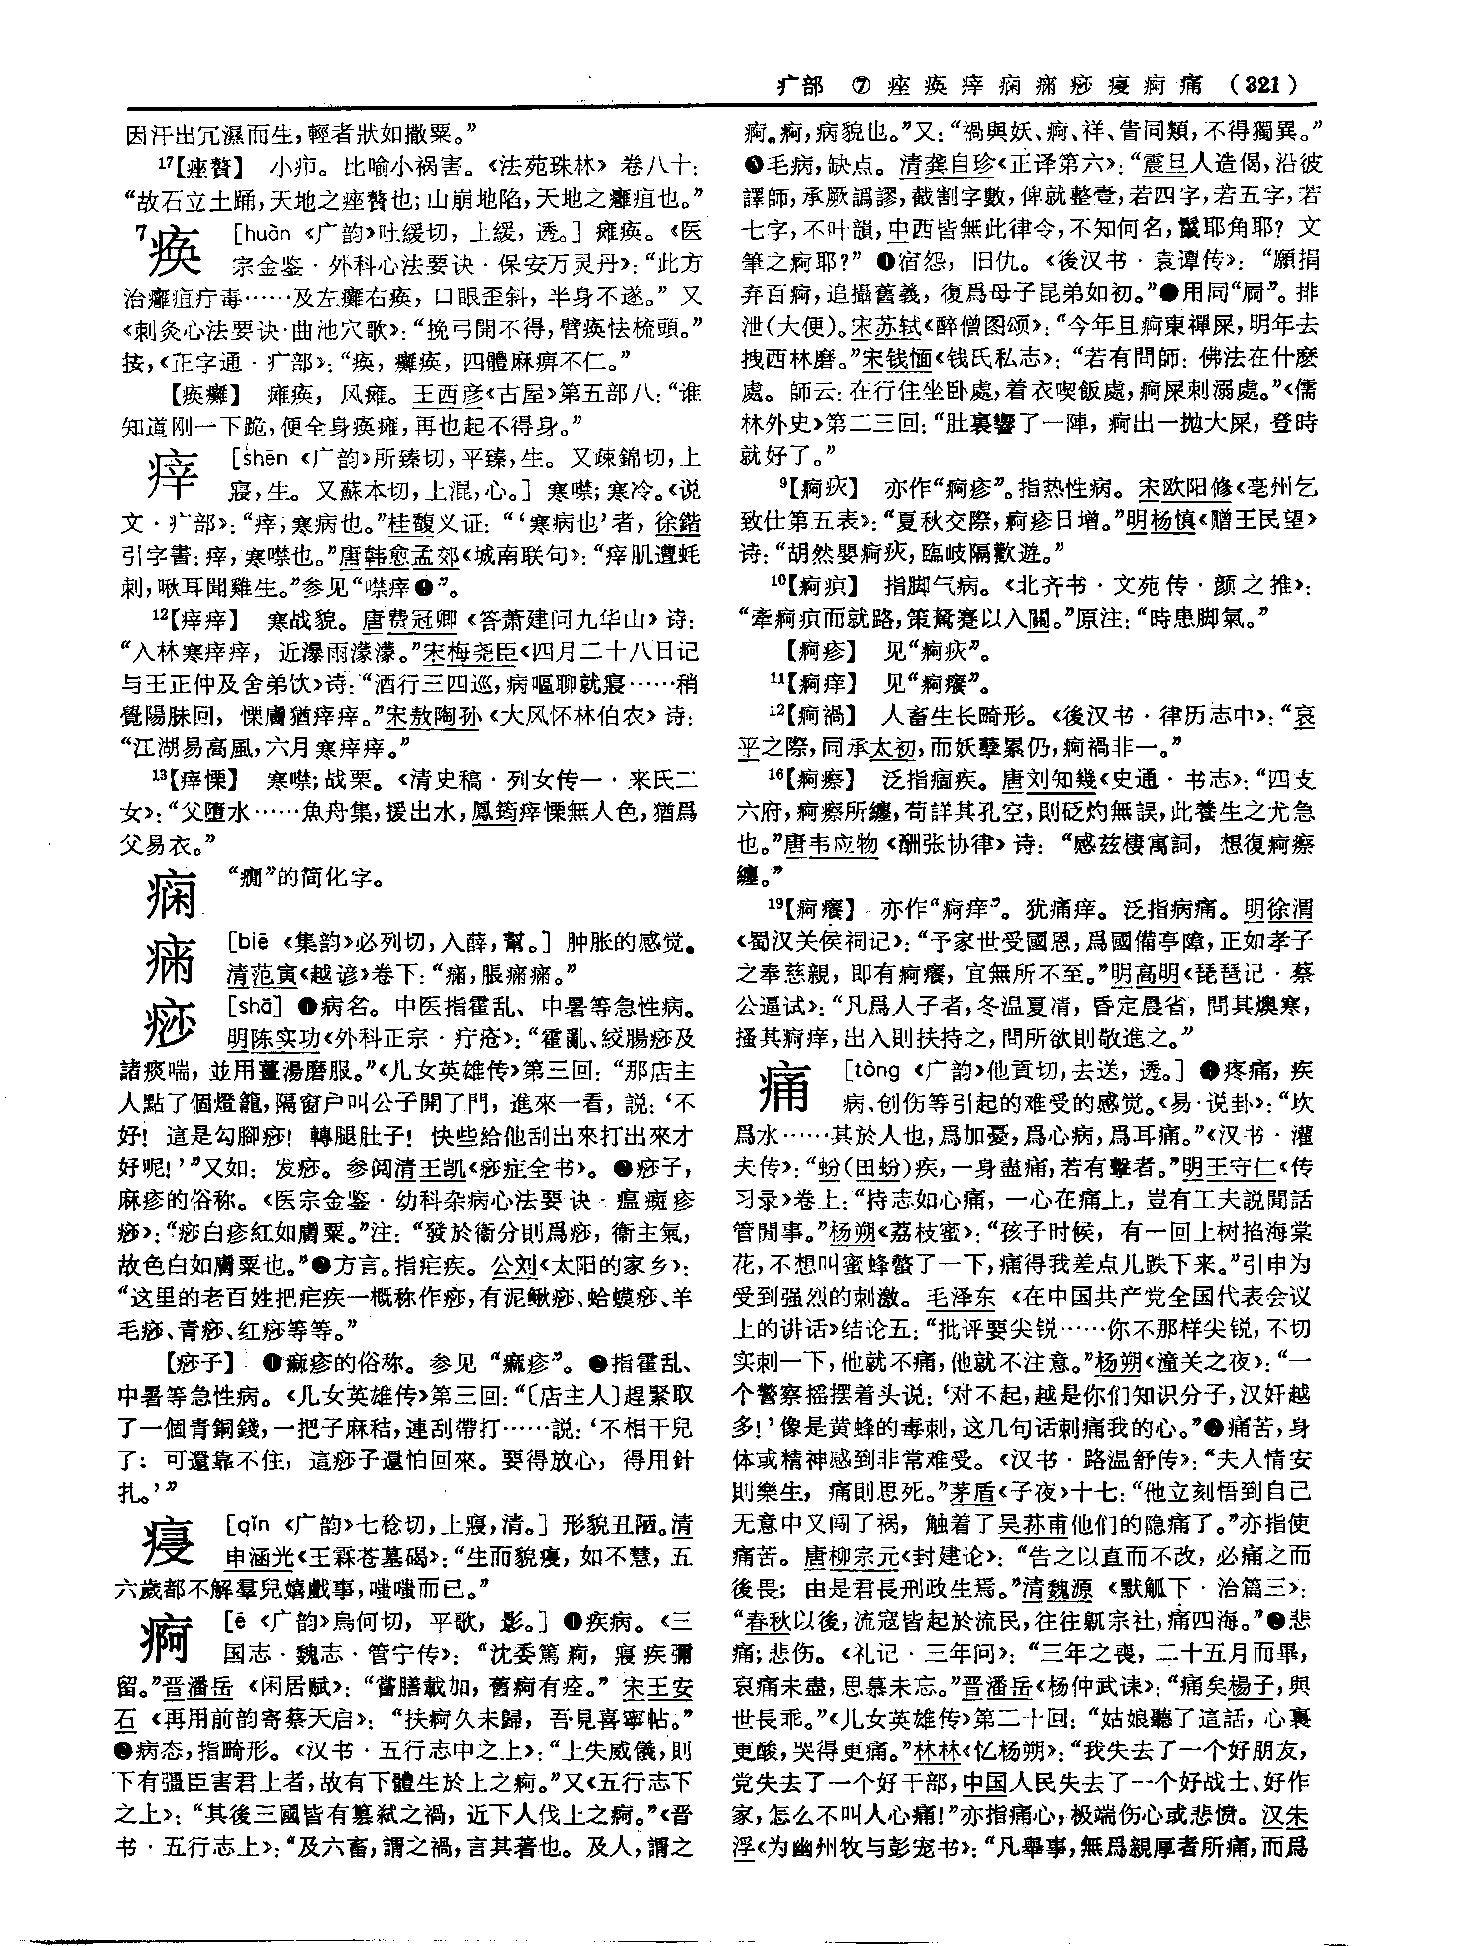 疒部 ⑦ 痤痪瘁痫㾜痧㾛痾痛 （321）
因汗出冗濕而生，輕者狀如撒粟。”
17【痤贅】 小疖。比喻小祸害。《法苑珠林》卷八十：
“故石立土踊，天地之痤贅也；山崩地陷，天地之癰疽也。”
7痪 [huàn《广韵》吐緩切，上緩，透。] 瘫痪。《医
宗金鉴·外科心法要诀·保安万灵丹》：“此方
治癰疽疔毒……及左癱右痪，口眼歪斜，半身不遂。”又
《刺灸心法要诀·曲池穴歌》：“挽弓開不得，臂痪怯梳頭。”
按，《正字通·疒部》：“痪，癱痪，四體麻痹不仁。”
【痪癱】 瘫痪，风瘫。王西彦《古屋》第五部八：“谁
知道刚一下跪，便全身痪瘫，再也起不得身。”
㾕 [shēn《广韵》所臻切，平臻，生。又疎錦切，上
寑，生。又蘇本切，上混，心。] 寒噤；寒冷。《说
文·疒部》：“㾕，寒病也。”桂馥义证：“‘寒病也’者，徐鍇
引字書：㾕，寒噤也。”唐韩愈孟郊《城南联句》：“㾕肌遭蚝
刺，啾耳聞雞生。”参见“噤㾕❶”。
12【㾕㾕】 寒战貌。唐费冠卿《答萧建问九华山》诗：
“入林寒㾕㾕，近瀑雨濛濛。”宋梅尧臣《四月二十八日记
与王正仲及舍弟饮》诗：“酒行三四巡，病嘔聊就寢……稍
覺陽脉回，慄膚猶㾕㾕。”宋敖陶孙《大风怀林伯农》诗：
“江湖易高風，六月寒㾕㾕。”
13【㾕慄】 寒噤；战栗。《清史稿·列女传一·来氏二
女》：“父墮水……魚舟集，援出水，鳳筠㾕慄無人色，猶爲
父易衣。”
痫 “癇”的简化字。
㾜 [biē《集韵》必列切，入薛，幫。] 肿胀的感觉。
清范寅《越谚》卷下：“㾜，脹㾜㾜。”
痧 [shā] ❶病名。中医指霍乱、中暑等急性病。
明陈实功《外科正宗·疔疮》：“霍亂、絞腸痧及
諸痰喘，並用薑湯磨服。”《儿女英雄传》第三回：“那店主
人點了個燈籠，隔窗户叫公子開了門，進來一看，説：‘不
好！這是勾腳痧！轉腿肚子！快些給他刮出來打出來才
好呢！’”又如：发痧。参阅清王凯《痧症全书》。❷痧子，
麻疹的俗称。《医宗金鉴·幼科杂病心法要诀·瘟癍疹
痧》：“痧白疹紅如膚粟。”注：“發於衞分則爲痧，衞主氣，
故色白如膚粟也。”❸方言。指疟疾。公刘《太阳的家乡》：
“这里的老百姓把疟疾一概称作痧，有泥鳅痧、蛤蟆痧、羊
毛痧、青痧、红痧等等。”
【痧子】 ❶麻疹的俗称。参见“麻疹”。❷指霍乱、
中暑等急性病。《儿女英雄传》第三回：“〔店主人〕趕緊取
了一個青銅錢，一把子麻秸，連刮帶打……説：‘不相干兒
了：可還靠不住，這痧子還怕回來。要得放心，得用針
扎。’”
㾛 [qǐn《广韵》七稔切，上寑，清。] 形貌丑陋。清
申涵光《王霖苍墓碣》：“生而貌㾛，如不慧，五
六歲都不解羣兒嬉戲事，嗤嗤而已。”
痾 [ē《广韵》烏何切，平歌，影。] ❶疾病。《三
国志·魏志·管宁传》：“沈委篤痾，寢疾彌
留。”晋潘岳《闲居赋》：“嘗膳載加，舊痾有痊。”宋王安
石《再用前韵寄蔡天启》：“扶痾久未歸，吾見喜寧帖。”
❷病态，指畸形。《汉书·五行志中之上》：“上失威儀，則
下有彊臣害君上者，故有下體生於上之痾。”又《五行志下
之上》：“其後三國皆有篡弑之禍，近下人伐上之痾。”《晋
书·五行志上》：“及六畜，謂之禍，言其著也。及人，謂之
痾。痾，病貌也。”又：“禍與妖、痾、祥、眚同類，不得獨異。”
❸毛病，缺点。清龚自珍《正译第六》：“震旦人造偈，沿彼
譯師，承厥譌謬，截割字數，俾就整壹，若四字，若五字，若
七字，不叶韻，中西皆無此律令，不知何名，鬣耶角耶？文
筆之痾耶？”❹宿怨，旧仇。《後汉书·袁谭传》：“願捐
弃百痾，追攝舊義，復爲母子昆弟如初。”❺用同“屙”。排
泄（大便）。宋苏轼《醉僧图颂》：“今年且痾東禪屎，明年去
拽西林磨。”宋钱愐《钱氏私志》：“若有問師：佛法在什麽
處。師云：在行住坐卧處，着衣喫飯處，痾屎刺溺處。”《儒
林外史》第二三回：“肚裏響了一陣，痾出一抛大屎，登時
就好了。”
9【痾疢】 亦作“痾疹”。指热性病。宋欧阳修《亳州乞
致仕第五表》：“夏秋交際，痾疹日增。”明杨慎《赠王民望》
诗：“胡然嬰痾疢，臨岐隔歡遊。”
10【痾疻】 指脚气病。《北齐书·文苑传·颜之推》：
“牽痾疻而就路，策駑蹇以入關。”原注：“時患脚氣。”
【痾疹】 见“痾疢”。
11【痾痒】 见“痾癢”。
12【痾禍】 人畜生长畸形。《後汉书·律历志中》：“哀
平之際，同承太初，而妖孽累仍，痾禍非一。”
16【痾瘵】 泛指痼疾。唐刘知幾《史通·书志》：“四支
六府，痾瘵所纏，苟詳其孔空，則砭灼無誤，此養生之尤急
也。”唐韦应物《酬张协律》诗：“感兹棲寓詞，想復痾瘵
纏。”
19【痾癢】 亦作“痾痒”。犹痛痒。泛指病痛。明徐渭
《蜀汉关侯祠记》：“予家世受國恩，爲國備亭障，正如孝子
之奉慈親，即有痾癢，宜無所不至。”明高明《琵琶记·蔡
公逼试》：“凡爲人子者，冬温夏凊，昏定晨省，問其燠寒，
搔其痾痒，出入則扶持之，問所欲則敬進之。”
痛 [tòng《广韵》他貢切，去送，透。] ❶疼痛，疾
病、创伤等引起的难受的感觉。《易·说卦》：“坎
爲水……其於人也，爲加憂，爲心病，爲耳痛。”《汉书·灌
夫传》：“蚡（田蚡）疾，一身盡痛，若有擊者。”明王守仁《传
习录》卷上：“持志如心痛，一心在痛上，豈有工夫説閒話
管閒事。”杨朔《荔枝蜜》：“孩子时候，有一回上树掐海棠
花，不想叫蜜蜂螫了一下，痛得我差点儿跌下来。”引申为
受到强烈的刺激。毛泽东《在中国共产党全国代表会议
上的讲话》结论五：“批评要尖锐……你不那样尖锐，不切
实刺一下，他就不痛，他就不注意。”杨朔《潼关之夜》：“一
个警察摇摆着头说：‘对不起，越是你们知识分子，汉奸越
多！’像是黄蜂的毒刺，这几句话刺痛我的心。”❷痛苦，身
体或精神感到非常难受。《汉书·路温舒传》：“夫人情安
則樂生，痛則思死。”茅盾《子夜》十七：“他立刻悟到自己
无意中又闯了祸，触着了吴荪甫他们的隐痛了。”亦指使
痛苦。唐柳宗元《封建论》：“告之以直而不改，必痛之而
後畏；由是君長刑政生焉。”清魏源《默觚下·治篇三》：
“春秋以後，流寇皆起於流民，往往覣宗社，痛四海。”❸悲
痛；悲伤。《礼记·三年问》：“三年之喪，二十五月而畢，
哀痛未盡，思慕未忘。”晋潘岳《杨仲武诔》：“痛矣楊子，與
世長乖。”《儿女英雄传》第二十回：“姑娘聽了這話，心裏
更酸，哭得更痛。”林林《忆杨朔》：“我失去了一个好朋友，
党失去了一个好干部，中国人民失去了一个好战士、好作
家，怎么不叫人心痛！”亦指痛心，极端伤心或悲愤。汉朱
浮《为幽州牧与彭宠书》：“凡舉事，無爲親厚者所痛，而爲